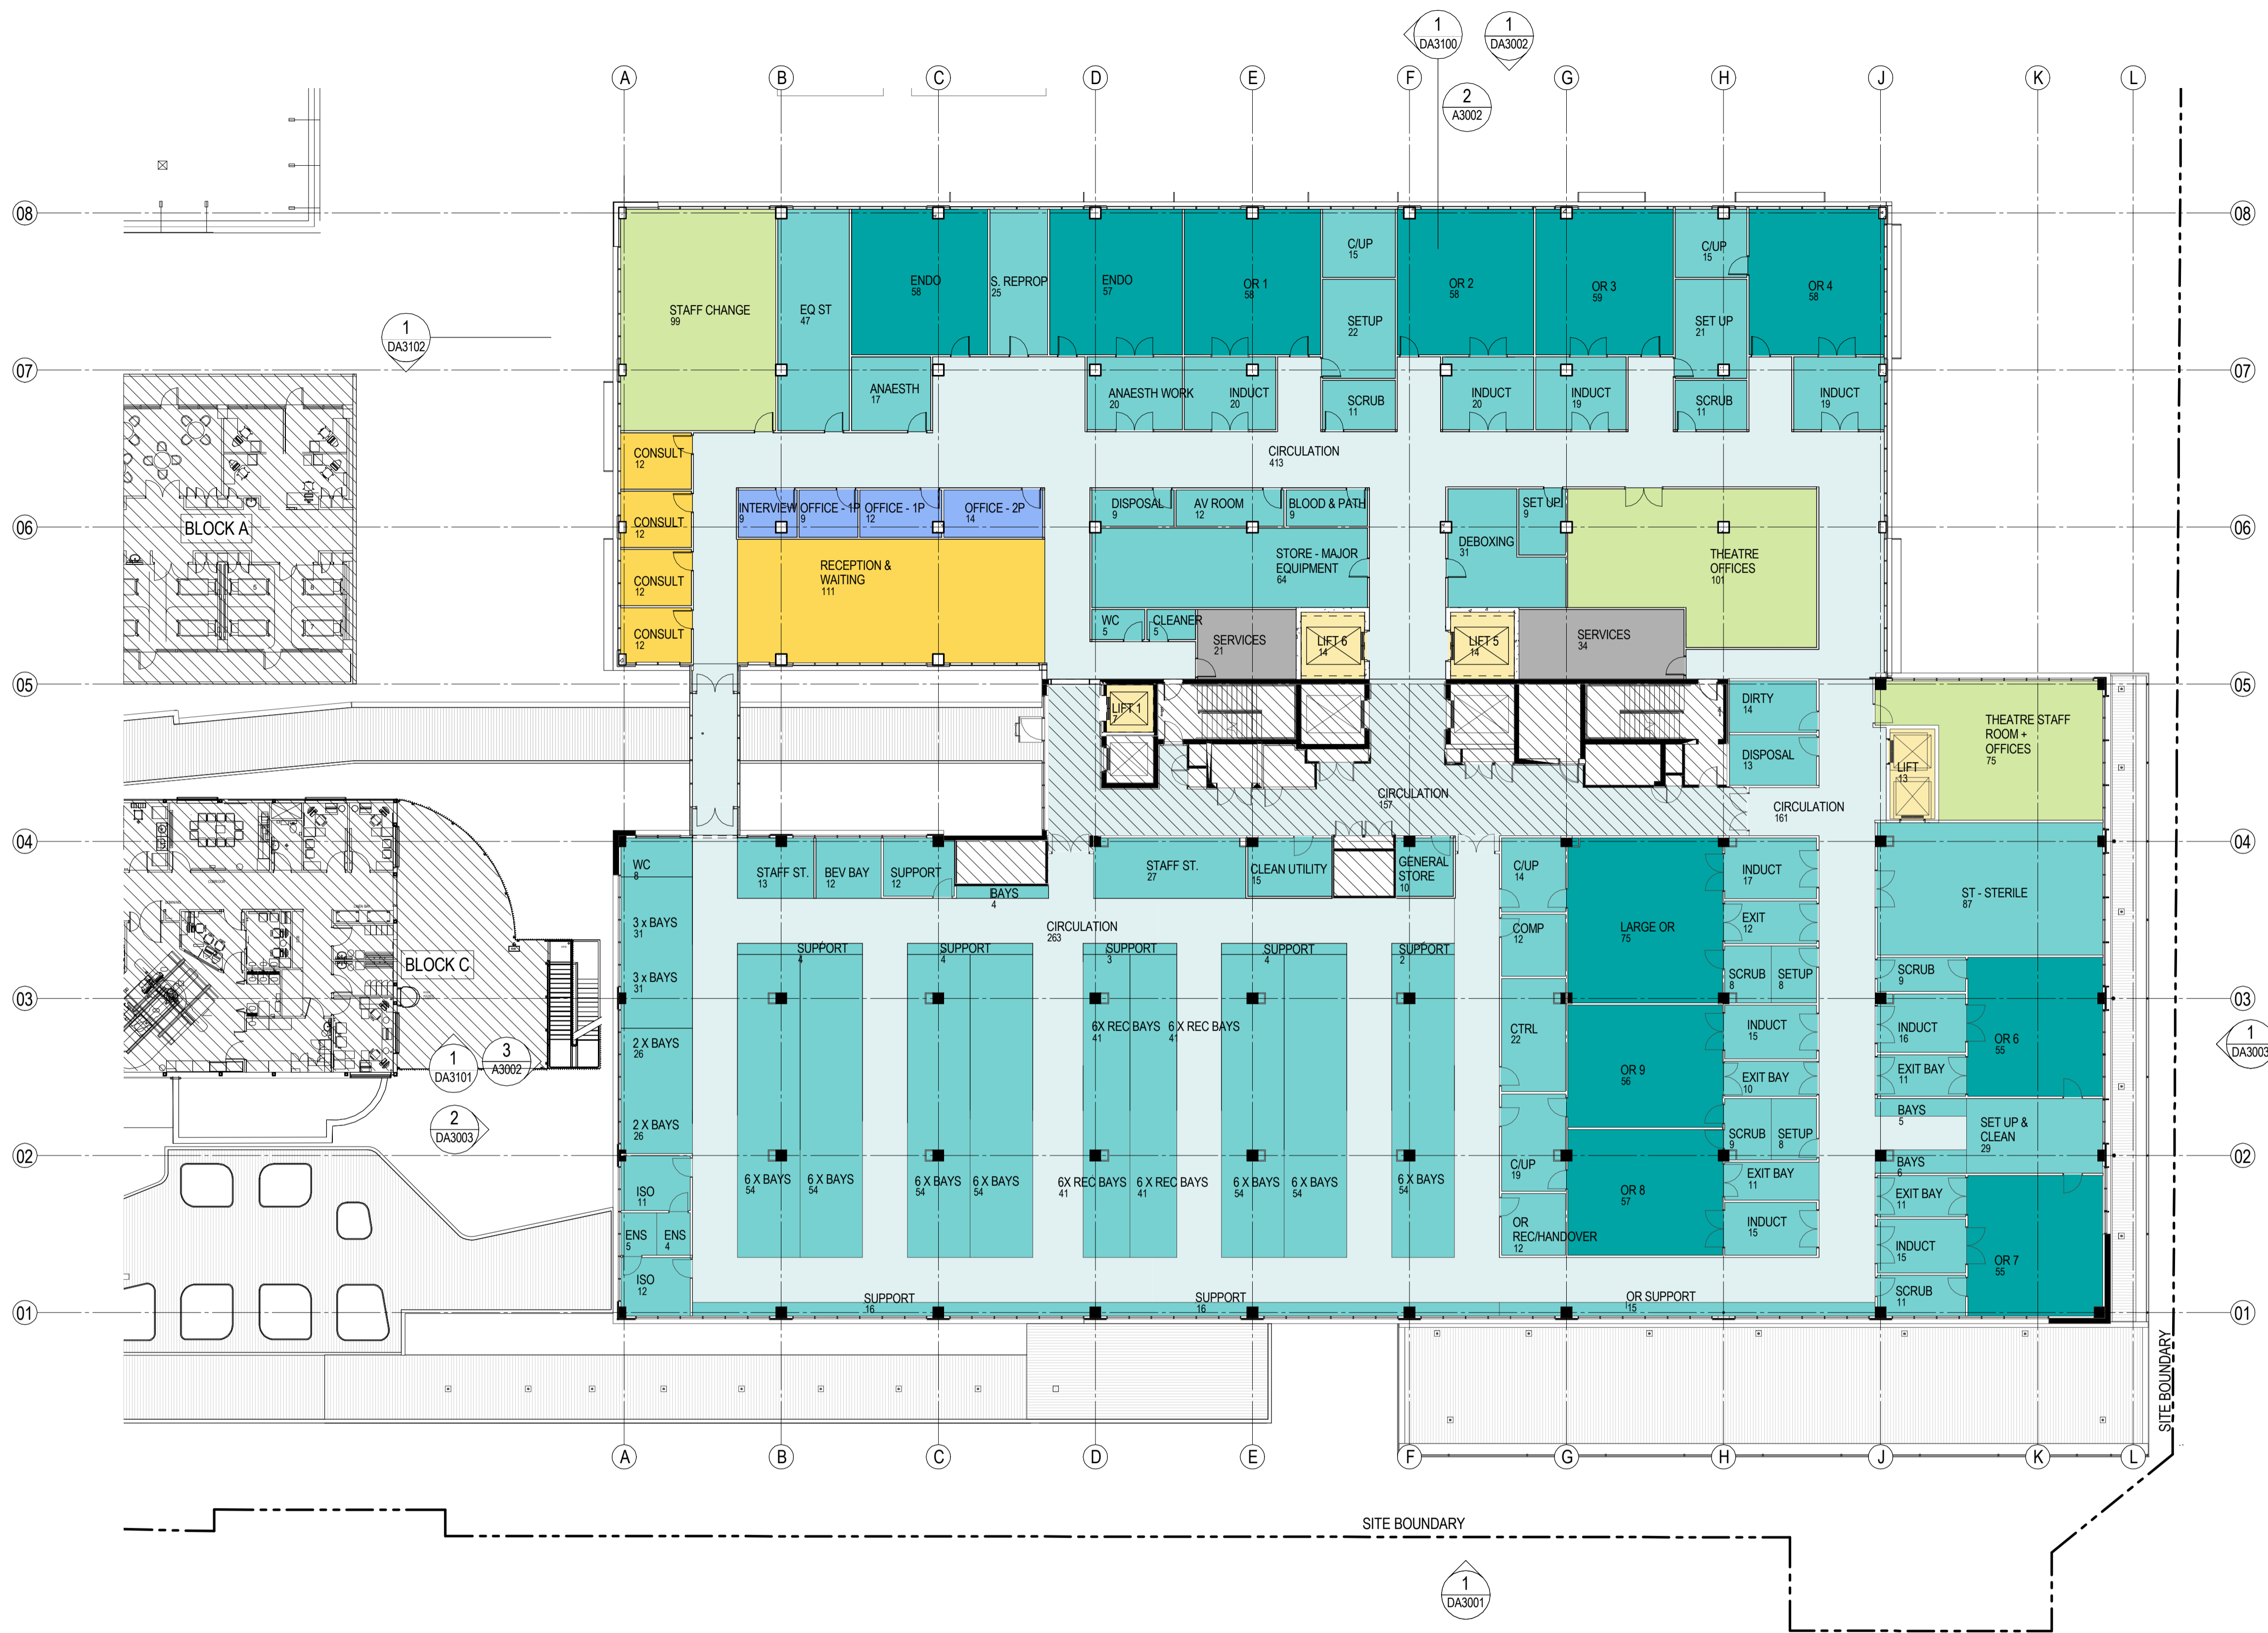 1
DA3100
1
DA3002
A B C D E F G H J K L
2
A3002
08
08
C/UP
15
C/UP
15
ENDO
58
S. REPROP
25
ENDO
57
OR 1
58
OR 2
58
OR 3
59
OR 4
58
STAFF CHANGE
99
EQ ST
47
SETUP
22
SET UP
21
1
DA3102
07
07
ANAESTH
17
ANAESTH WORK
20
INDUCT
20
SCRUB
11
INDUCT
20
INDUCT
19
SCRUB
11
INDUCT
19
CONSULT
12
CIRCULATION
413
INTERVIEW
9
OFFICE - 1P
9
OFFICE - 1P
12
OFFICE - 2P
14
DISPOSAL
9
AV ROOM
12
BLOOD & PATH
9
SET UP
9
06
BLOCK A
CONSULT
12
06
DEBOXING
31
STORE - MAJOR
EQUIPMENT
64
THEATRE
OFFICES
101
RECEPTION &
WAITING
111
CONSULT
12
5
6
7
WC
5
CLEANER
5
CONSULT
12
SERVICES
21
LIFT 6
14
LIFT 5
14
SERVICES
34
05
05
LIFT 1
7
DIRTY
14
THEATRE STAFF
ROOM +
OFFICES
75
DISPOSAL
13
LIFT
13
CIRCULATION
157
CIRCULATION
161
04
04
WC
8
STAFF ST.
13
BEV BAY
12
SUPPORT
12
BAYS
4
STAFF ST.
27
CLEAN UTILITY
15
GENERAL
STORE
10
C/UP
14
INDUCT
17
ST - STERILE
87
3 x BAYS
31
CIRCULATION
263
COMP
12
LARGE OR
75
EXIT
12
BLOCK C
SUPPORT
4
SUPPORT
4
SUPPORT
3
SUPPORT
4
SUPPORT
2
3 x BAYS
31
SCRUB
8
SETUP
8
SCRUB
9
03
03
6X REC BAYS
41
6 X REC BAYS
41
CTRL
22
INDUCT
15
INDUCT
16
OR 6
55
2 X BAYS
26
1
DA3101
3
A3002
1
DA3003
OR 9
56
EXIT BAY
10
EXIT BAY
11
2
DA3003
2 X BAYS
26
SCRUB
9
SETUP
8
BAYS
5
SET UP &
CLEAN
29
02
02
C/UP
19
BAYS
6
6 X BAYS
54
6 X BAYS
54
6 X BAYS
54
6 X BAYS
54
6X REC BAYS
41
6 X REC BAYS
41
6 X BAYS
54
6 X BAYS
54
6 X BAYS
54
ISO
11
OR 8
57
EXIT BAY
11
EXIT BAY
11
ENS
5
ENS
4
OR
REC/HANDOVER
12
INDUCT
15
INDUCT
15
OR 7
55
ISO
12
SUPPORT
16
SUPPORT
16
OR SUPPORT
15
SCRUB
11
01
01
SITE BOUNDARY
A B C D E F G H J K L
SITE BOUNDARY
1
DA3001